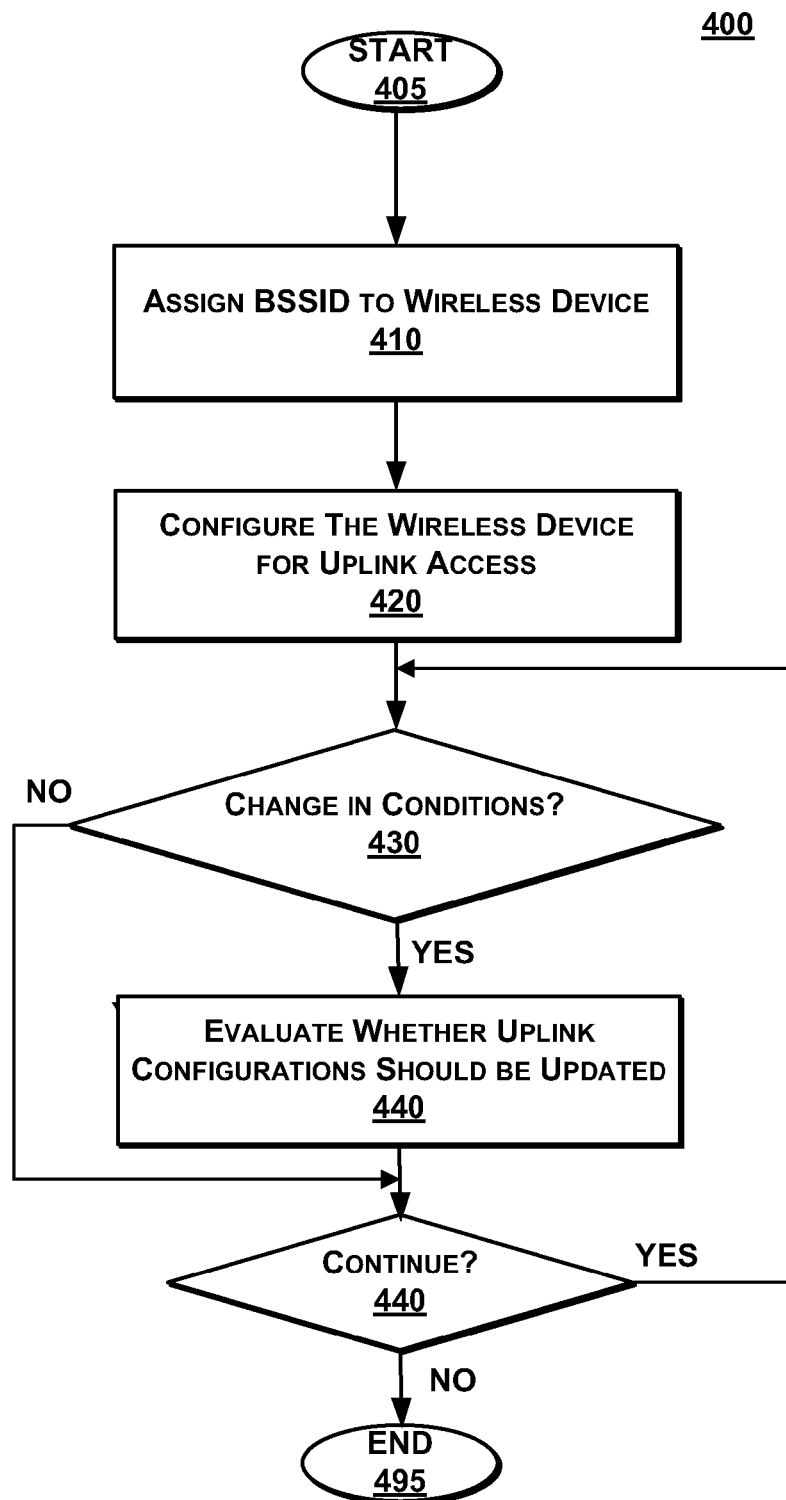 400
START
405
ASSIGN BSSID TO WIRELESS DEVICE
410
CONFIGURE THE WIRELESS DEVICE
FOR UPLINK ACCESS
420
CHANGE IN CONDITIONS?
430
NO
YES
EVALUATE WHETHER UPLINK
CONFIGURATIONS SHOULD BE UPDATED
440
CONTINUE?
440
YES
NO
END
495